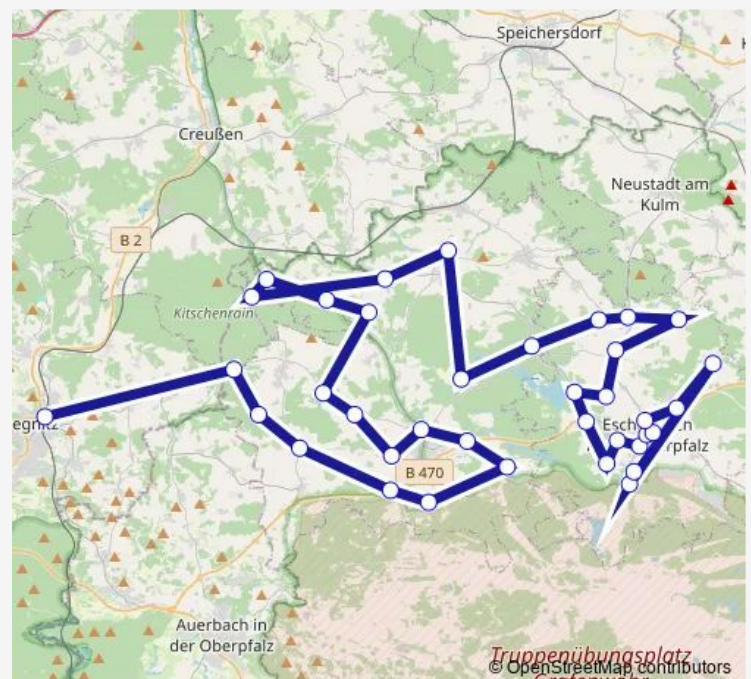 Speichersdorf
Creußen
Neustadt am
Kulm
B 2
Kitschenrain
B 470
Auerbach in
der Oberpfalz
Truppenübungsplatz
© OpenStreetMap contributors